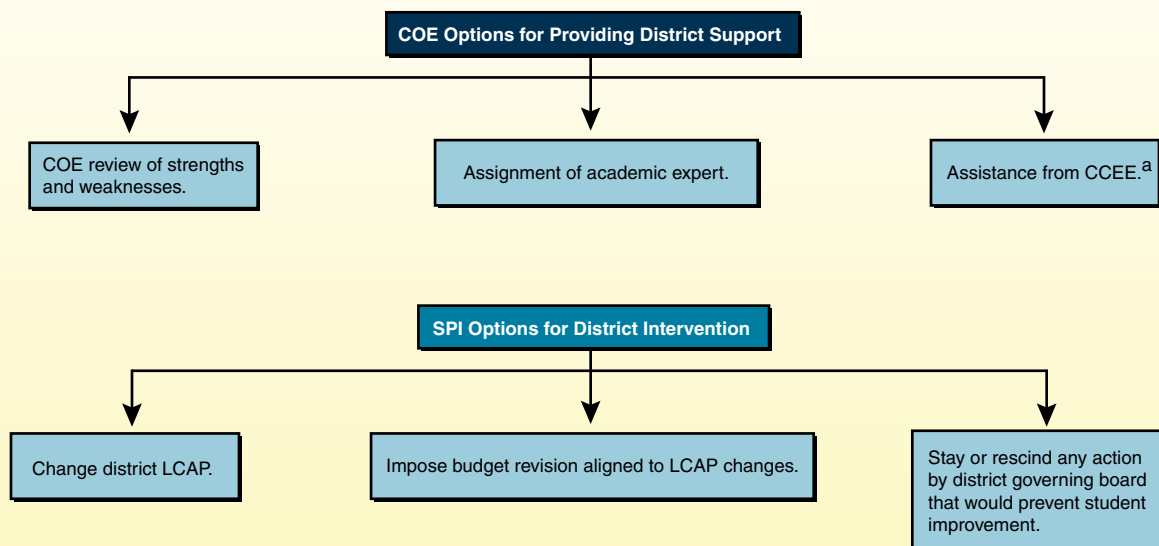 COE Options for Providing District Support
COE review of strengths
and weaknesses.
Assignment of academic expert.
Assistance from CCEE.a
SPI Options for District Intervention
Change district LCAP.
Impose budget revision aligned to LCAP changes.
Stay or rescind any action
by district governing board
that would prevent student
improvement.